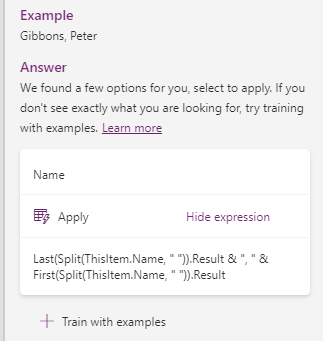 Example
Gibbons, Peter
Answer
We found a few options for you, select to apply. If you
don't see exactly what you are looking for, try training
with examples. Learn more
Name
Apply Hide expression
Last(Split(ThisItem.Name, " ")).Result & ", " &
First(Split(ThisItem.Name, " ")).Result
Train with examples